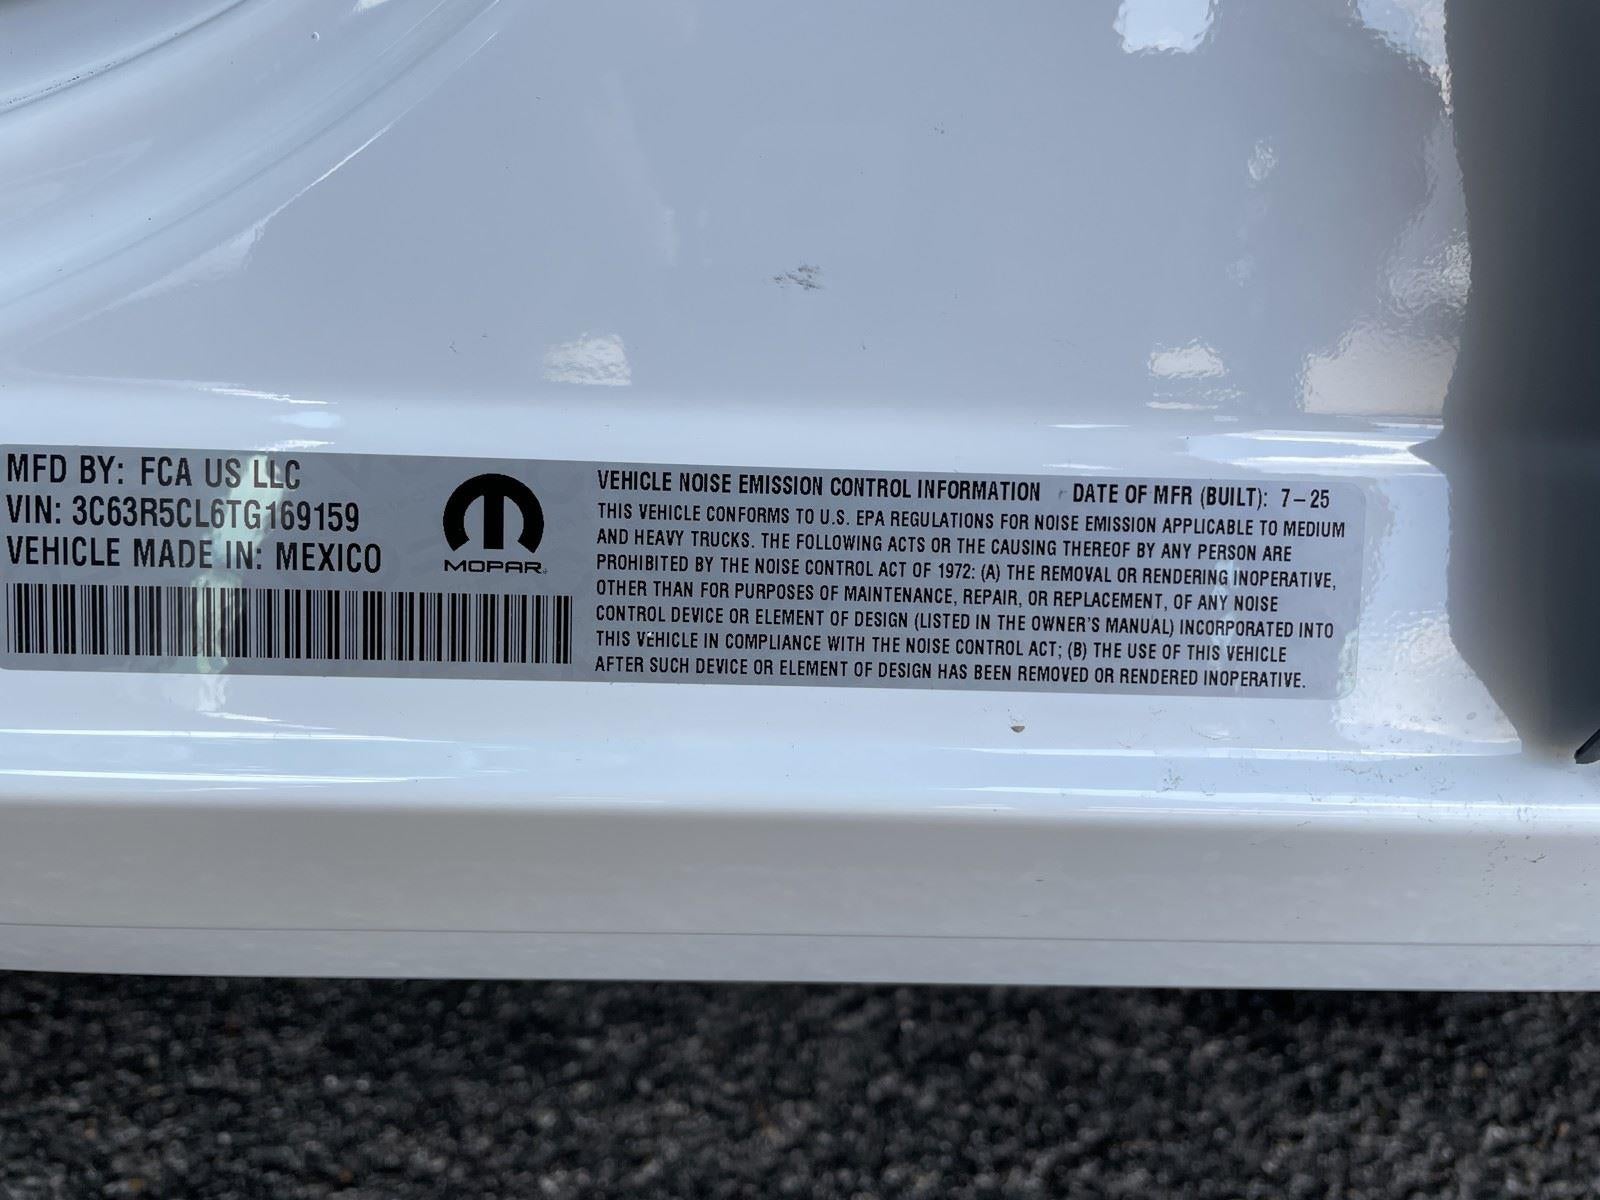 MFD BY: FCA US LLC
VIN: 3C63R5CL6TG169159
VEHICLE MADE IN: MEXICO
MOPAR®
VEHICLE NOISE EMISSION CONTROL INFORMATION DATE OF MFR (BUILT): 7-25
THIS VEHICLE CONFORMS TO U.S. EPA REGULATIONS FOR NOISE EMISSION APPLICABLE TO MEDIUM
AND HEAVY TRUCKS. THE FOLLOWING ACTS OR THE CAUSING THEREOF BY ANY PERSON ARE
PROHIBITED BY THE NOISE CONTROL ACT OF 1972: (A) THE REMOVAL OR RENDERING INOPERATIVE,
OTHER THAN FOR PURPOSES OF MAINTENANCE, REPAIR, OR REPLACEMENT, OF ANY NOISE
CONTROL DEVICE OR ELEMENT OF DESIGN (LISTED IN THE OWNER'S MANUAL) INCORPORATED INTO
THIS VEHICLE IN COMPLIANCE WITH THE NOISE CONTROL ACT; (B) THE USE OF THIS VEHICLE
AFTER SUCH DEVICE OR ELEMENT OF DESIGN HAS BEEN REMOVED OR RENDERED INOPERATIVE.